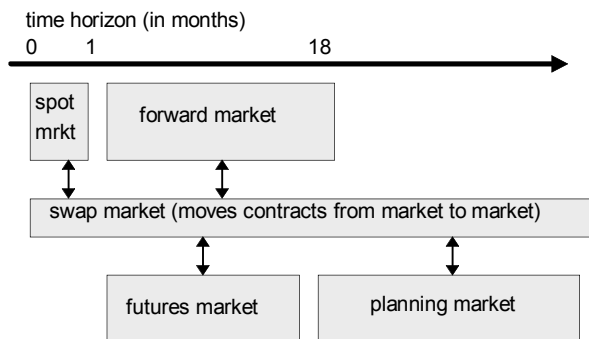 time horizon (in months)
0 1 18
spot
mrkt
forward market
swap market (moves contracts from market to market)
futures market
planning market